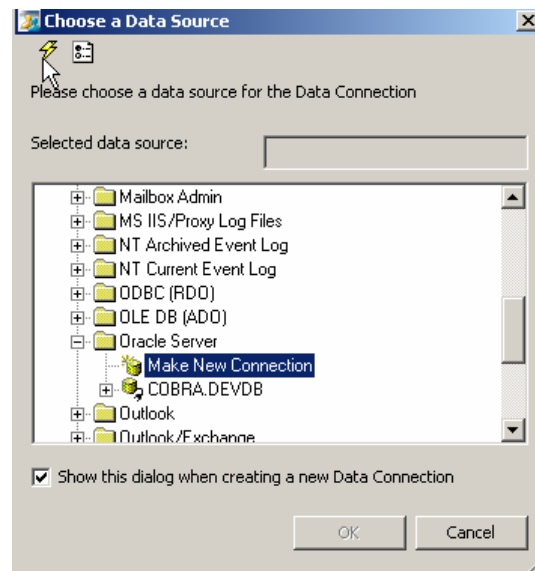 Choose a Data Source
Please choose a data source for the Data Connection
Selected data source:
Mailbox Admin
MS IIS/Proxy Log Files
NT Archived Event Log
NT Current Event Log
ODBC (RDO)
OLE DB (ADO)
Oracle Server
Make New Connection
COBRA.DEVDB
Outlook
Outlook/Exchange
Show this dialog when creating a new Data Connection
OK Cancel